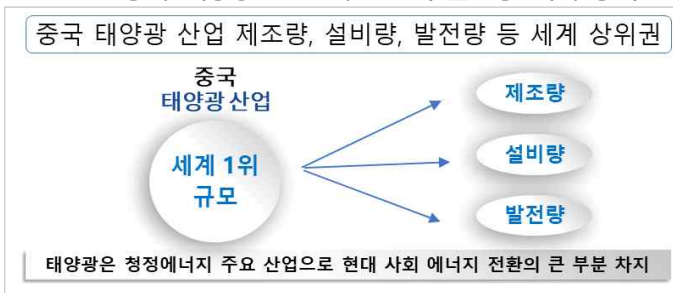 중국 태양광 산업 제조량, 설비량, 발전량 등 세계 상위권
중국
태양광 산업
세계 1위
규모
제조량
설비량
발전량
태양광은 청정에너지 주요 산업으로 현대 사회 에너지 전환의 큰 부분 차지